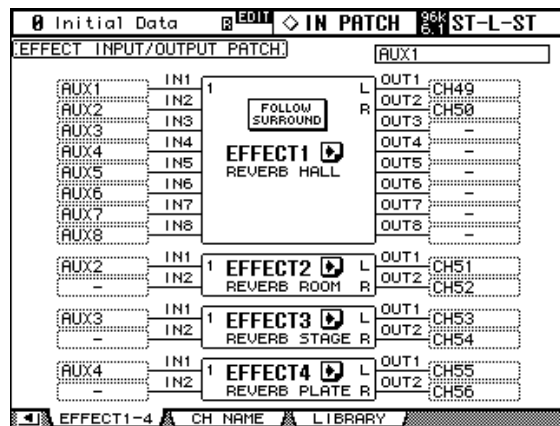 0 Initial Data B EDIT ◇ IN PATCH 96k 6.1 ST-L-ST
EFFECT INPUT/OUTPUT PATCH AUX1
AUX1 IN1 1 L OUT1 CH49
AUX2 IN2 FOLLOW SURROUND R OUT2 CH50
AUX3 IN3 OUT3 -
AUX4 IN4 EFFECT1 OUT4 -
AUX5 IN5 REVERB HALL OUT5 -
AUX6 IN6 OUT6 -
AUX7 IN7 OUT7 -
AUX8 IN8 OUT8 -
AUX2 IN1 1 EFFECT2 L OUT1 CH51
- IN2 REVERB ROOM R OUT2 CH52
AUX3 IN1 1 EFFECT3 L OUT1 CH53
- IN2 REVERB STAGE R OUT2 CH54
AUX4 IN1 1 EFFECT4 L OUT1 CH55
- IN2 REVERB PLATE R OUT2 CH56
EFFECT1-4 CH NAME LIBRARY